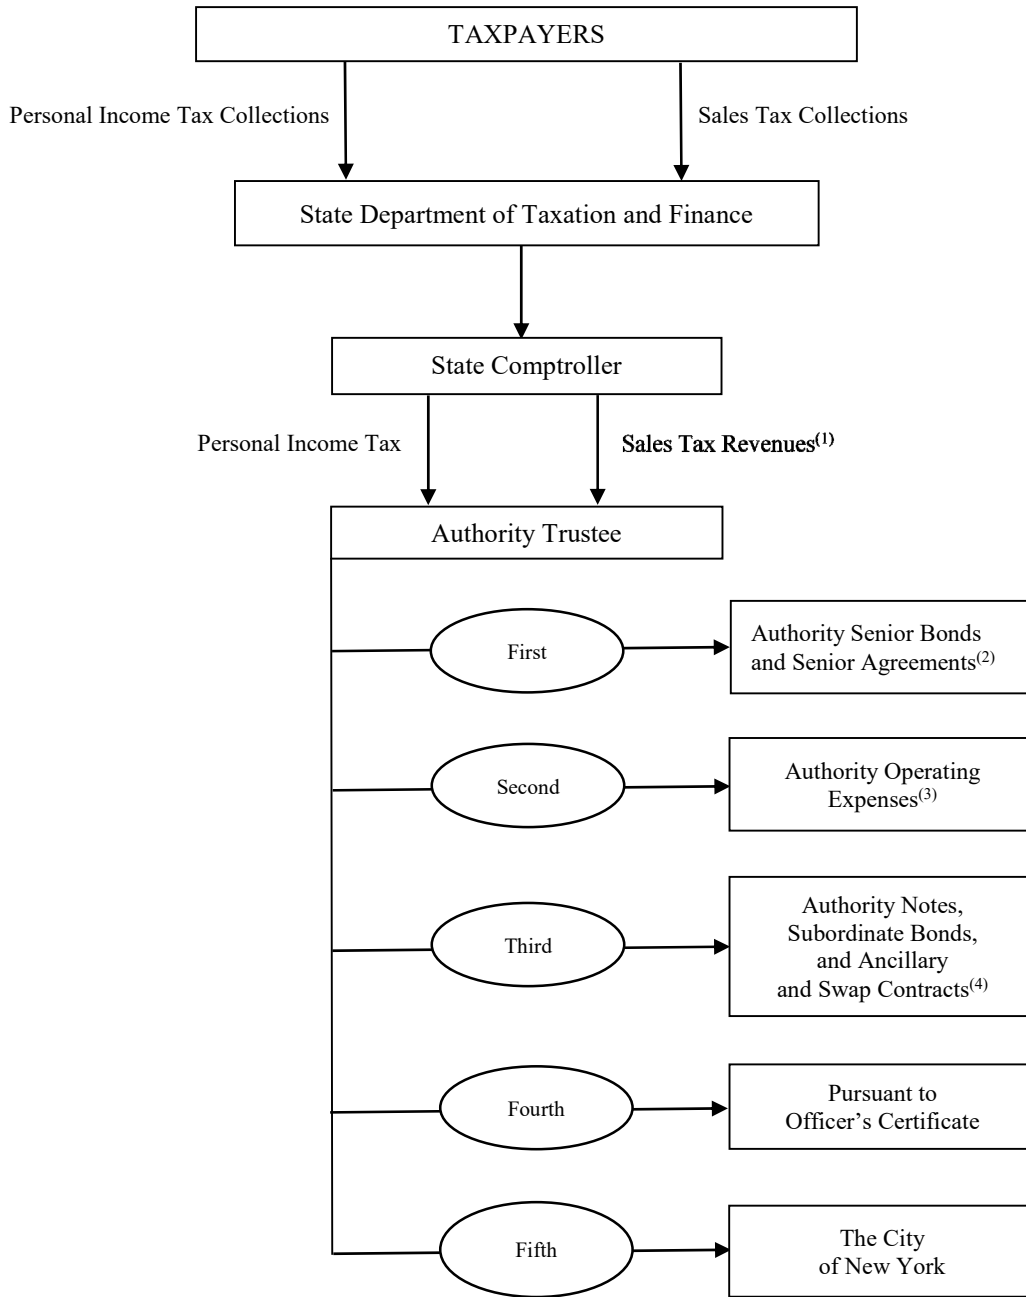 TAXPAYERS
Personal Income Tax Collections
Sales Tax Collections
State Department of Taxation and Finance
State Comptroller
Personal Income Tax
Sales Tax Revenues(1)
Authority Trustee
First
Authority Senior Bonds
and Senior Agreements(2)
Second
Authority Operating
Expenses(3)
Third
Authority Notes,
Subordinate Bonds,
and Ancillary
and Swap Contracts(4)
Fourth
Pursuant to
Officer’s Certificate
Fifth
The City
of New York